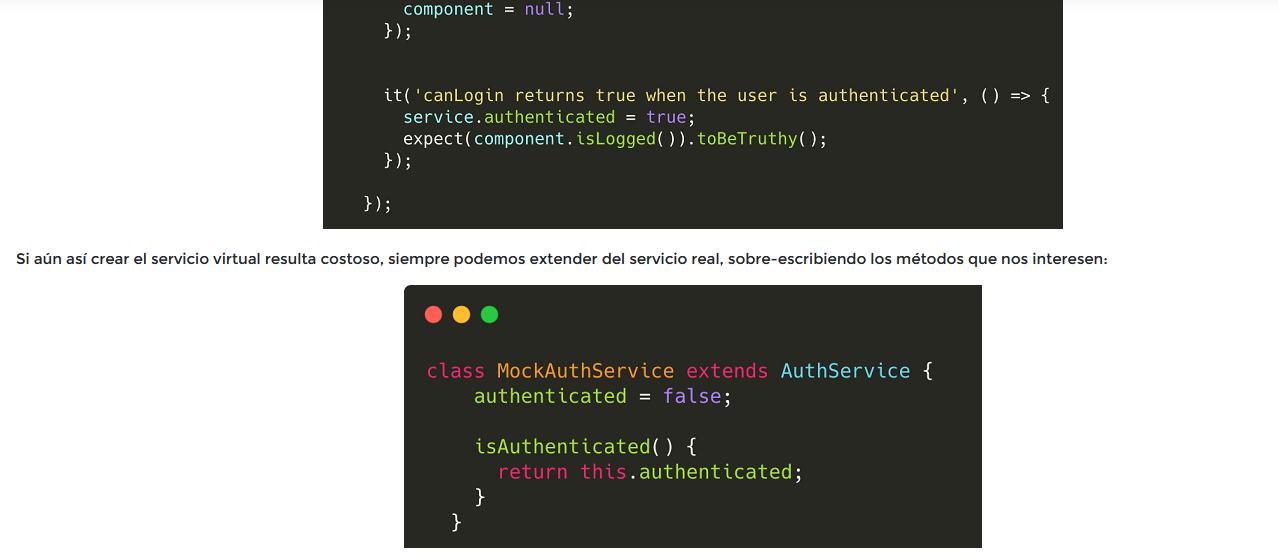 component = null;
});
it('canLogin returns true when the user is authenticated', () => {
service.authenticated = true;
expect(component.isLogged()).toBeTruthy();
});
});
Si aún así crear el servicio virtual resulta costoso, siempre podemos extender del servicio real, sobre-escribiendo los métodos que nos interesen:
class MockAuthService extends AuthService {
authenticated = false;
isAuthenticated() {
return this.authenticated;
}
}